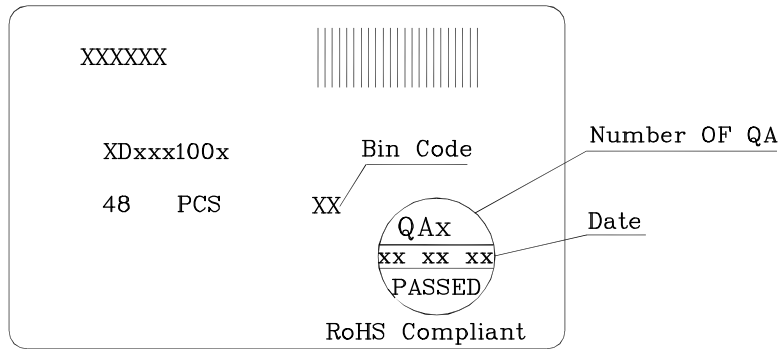 XXXXXX
Number OF QA
XDxxx100x
Bin Code
48 PCS
XX
QAx
Date
xx xx xx
PASSED
RoHS Compliant